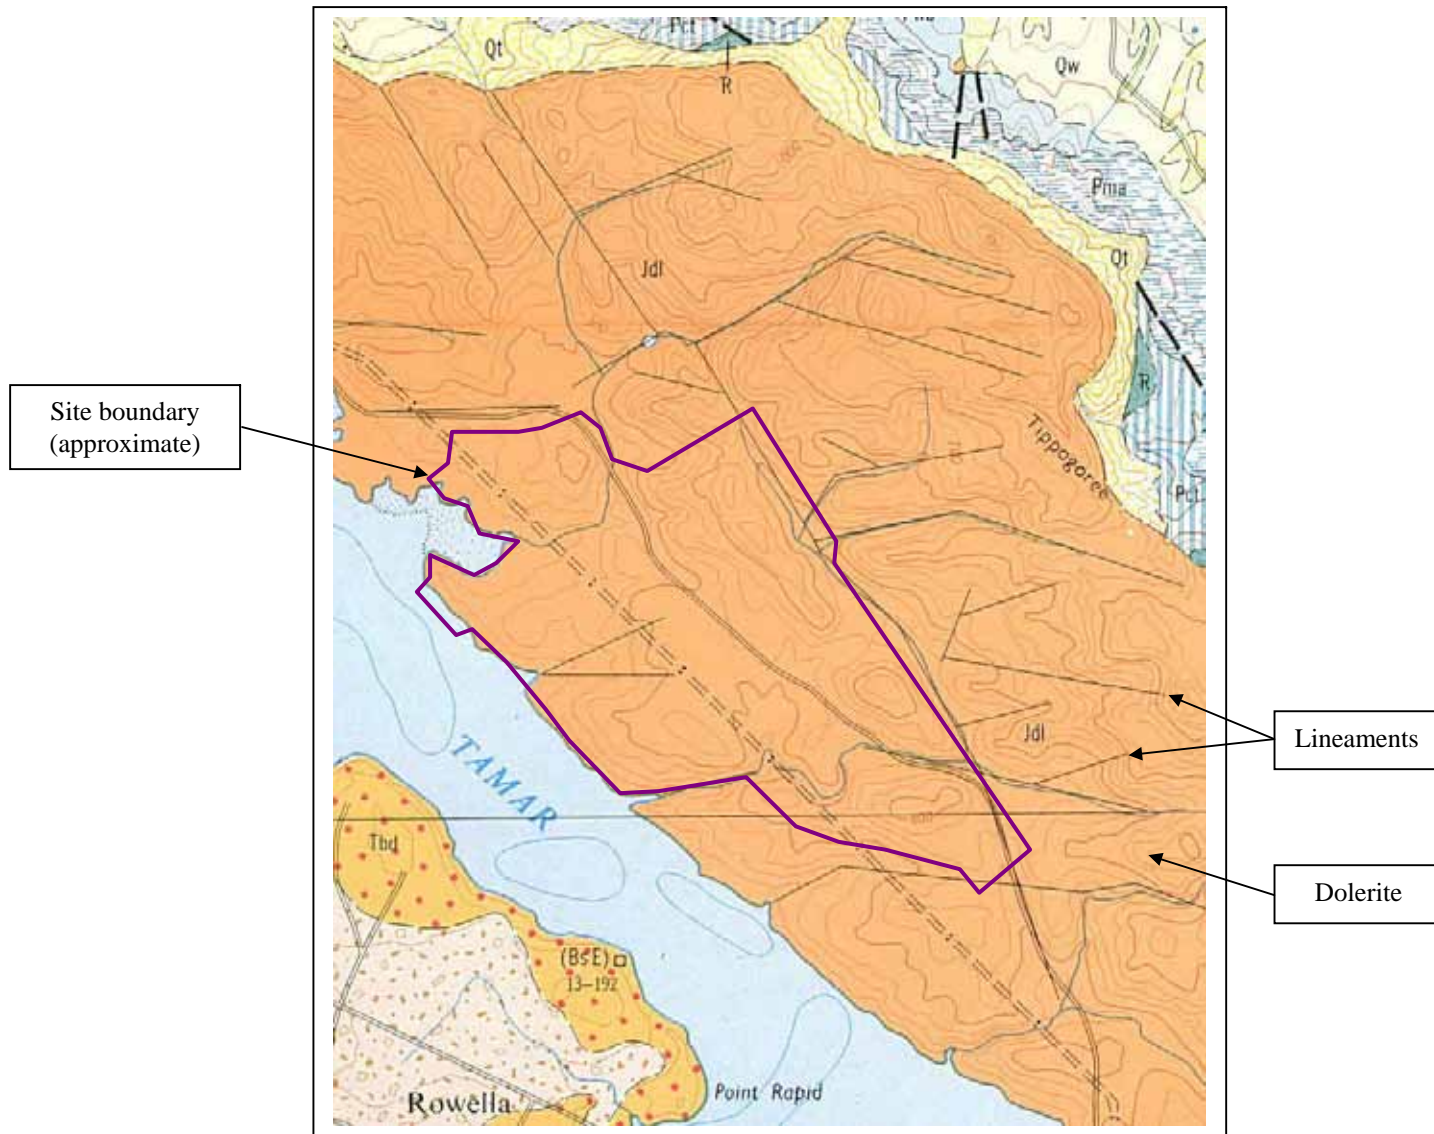 Qt
Pct
R
Qw
Pma
Qt
Jdl
R
Site boundary
(approximate)
Tippogoree
Pct
Jdl
Lineaments
TAMAR
Tbd
Dolerite
(BsE)
13-192
Point Rapid
Rowella